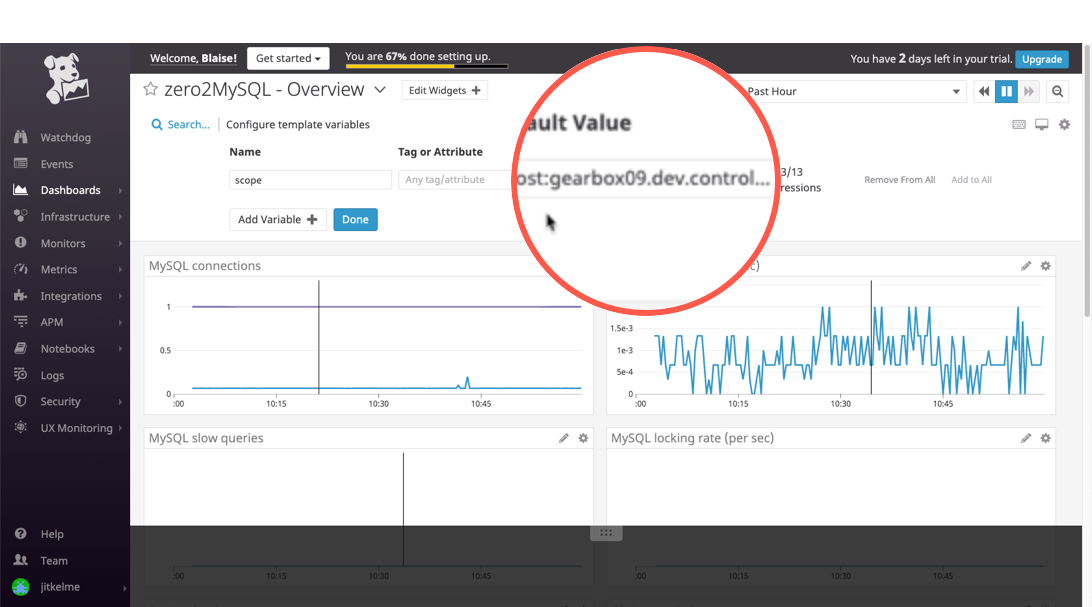 Welcome, Blaise!
Get started
You are 67% done setting up.
You have 2 days left in your trial.
Upgrade
zero2MySQL - Overview
Edit Widgets
Past Hour
Search...
Configure template variables
Name
Tag or Attribute
ault Value
scope
Any tag/attribute
ost:gearbox09.dev.control...
3/13
ressions
Remove From All
Add to All
Add Variable
Done
Watchdog
Events
Dashboards
Infrastructure
Monitors
Metrics
Integrations
APM
Notebooks
Logs
Security
UX Monitoring
Help
Team
jitkelme
MySQL connections
1
0.5
0
:00 10:15 10:30 10:45
c)
1.5e-3
1e-3
5e-4
0
:00 10:15 10:30 10:45
MySQL slow queries
:00 10:15 10:30 10:45
MySQL locking rate (per sec)
:00 10:15 10:30 10:45